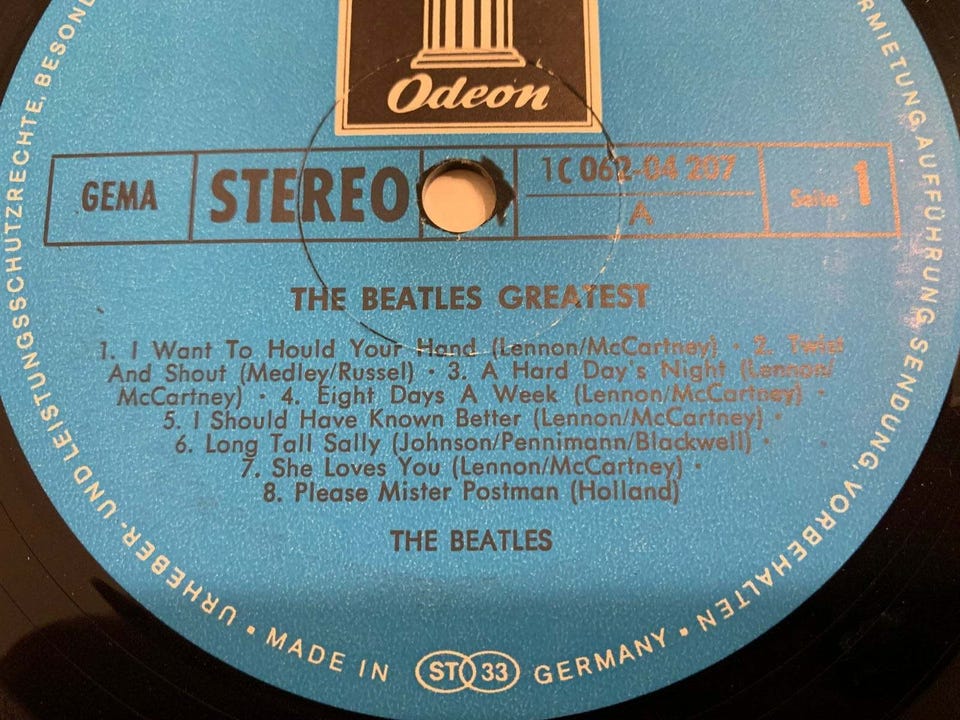 Odeon
GEMA
STEREO
1C 062-04 207
A
Seite 1
THE BEATLES GREATEST
1. I Want To Hould Your Hand (Lennon/McCartney) · 2. Twist
And Shout (Medley/Russel) · 3. A Hard Day's Night (Lennon/
McCartney) · 4. Eight Days A Week (Lennon/McCartney) ·
5. I Should Have Known Better (Lennon/McCartney) ·
6. Long Tall Sally (Johnson/Pennimann/Blackwell) ·
7. She Loves You (Lennon/McCartney) ·
8. Please Mister Postman (Holland)
THE BEATLES
URHEBER- UND LEISTUNGSSCHUTZRECHTE, AUFFÜHRUNG, SENDUNG, VORBEHALTEN
• MADE IN ST 33 GERMANY •